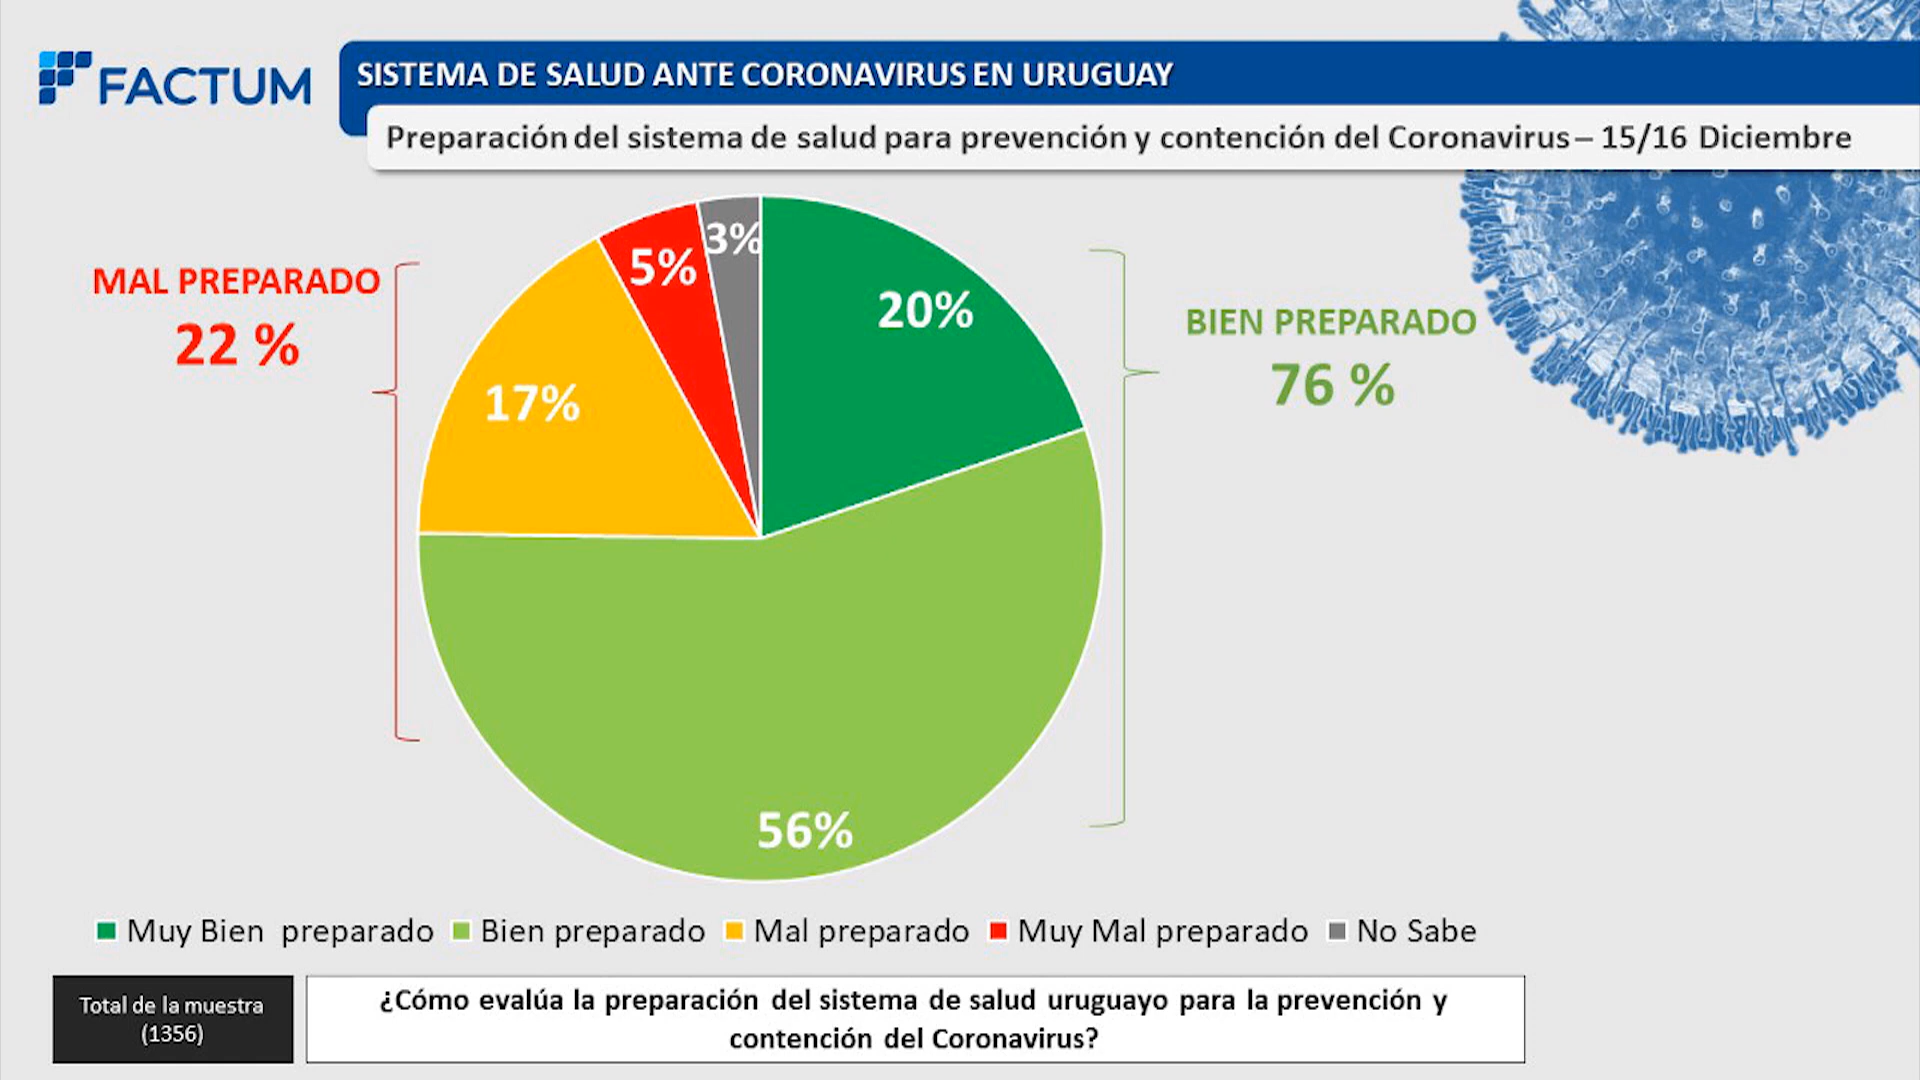 FACTUM
SISTEMA DE SALUD ANTE CORONAVIRUS EN URUGUAY
Preparación del sistema de salud para prevención y contención del Coronavirus – 15/16 Diciembre
MAL PREPARADO
22 %
5%
3%
20%
17%
56%
BIEN PREPARADO
76 %
Muy Bien preparado
Bien preparado
Mal preparado
Muy Mal preparado
No Sabe
Total de la muestra
(1356)
¿Cómo evalúa la preparación del sistema de salud uruguayo para la prevención y
contención del Coronavirus?